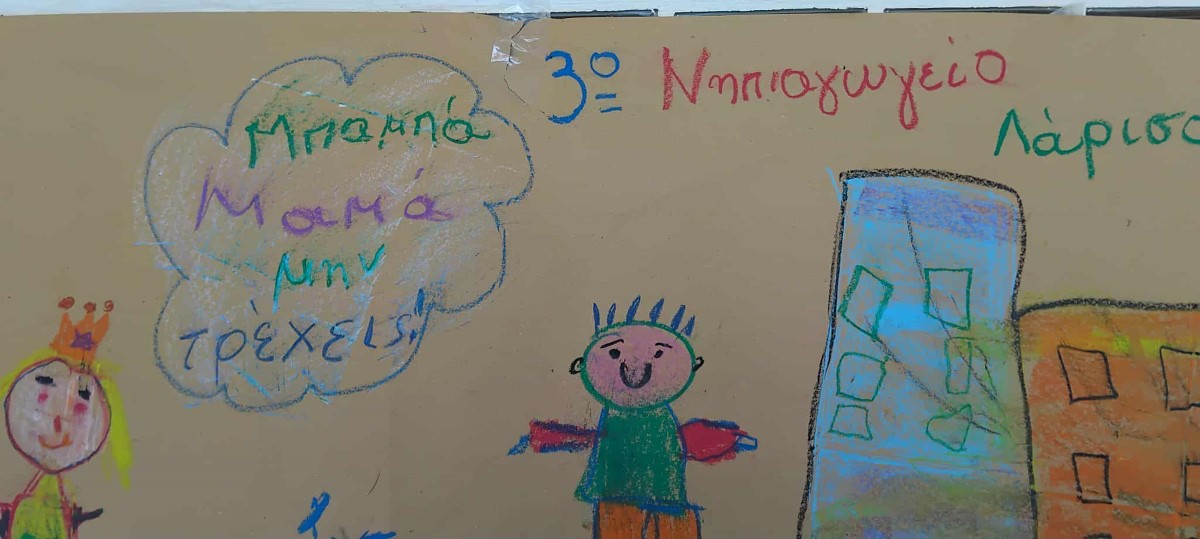 3ο Νηπιαγωγείο
Λάρισα
Μπαμπά
Μαμά
μην
τρέχεις!